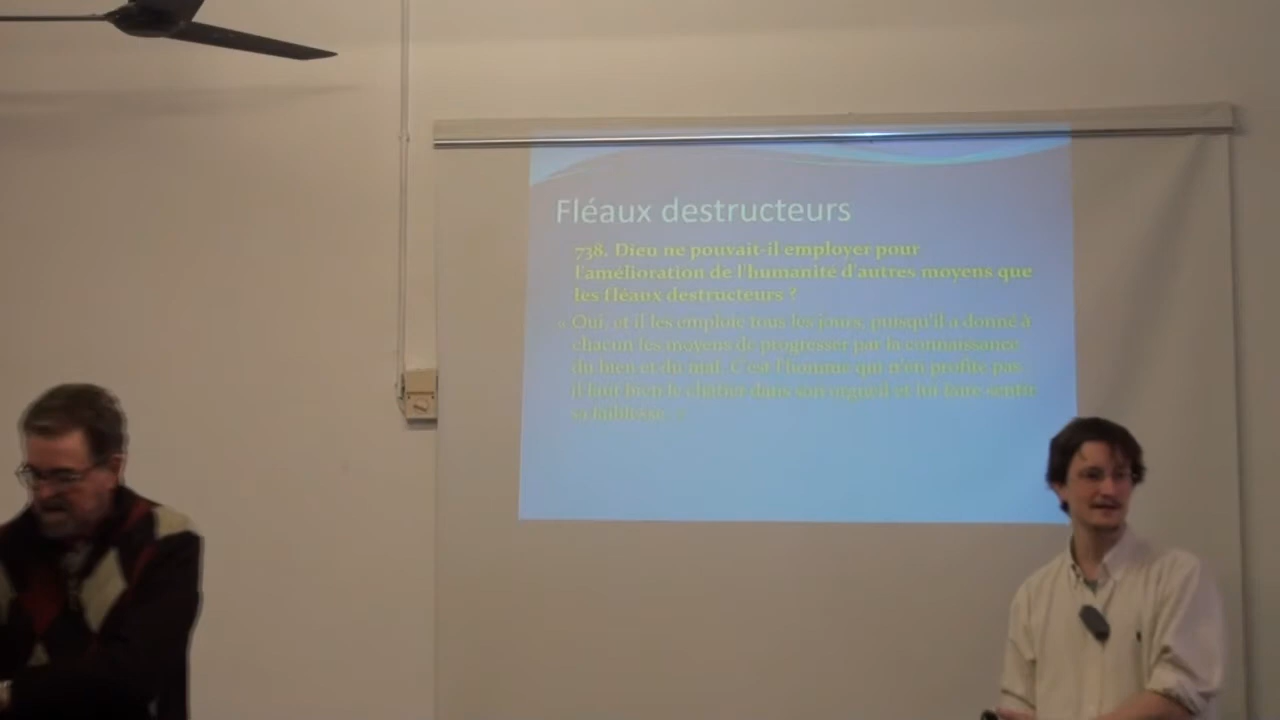 Fléaux destructeurs
738. Dieu ne pouvait-il employer pour
l'amélioration de l'humanité d'autres moyens que
les fléaux destructeurs ?
« Oui, et il les emploie tous les jours, puisqu'il a donné à
chacun les moyens de progresser par la connaissance
du bien et du mal. C'est l'homme qui n'en profite pas ;
il faut bien le châtier dans son orgueil et lui faire sentir
sa faiblesse. »